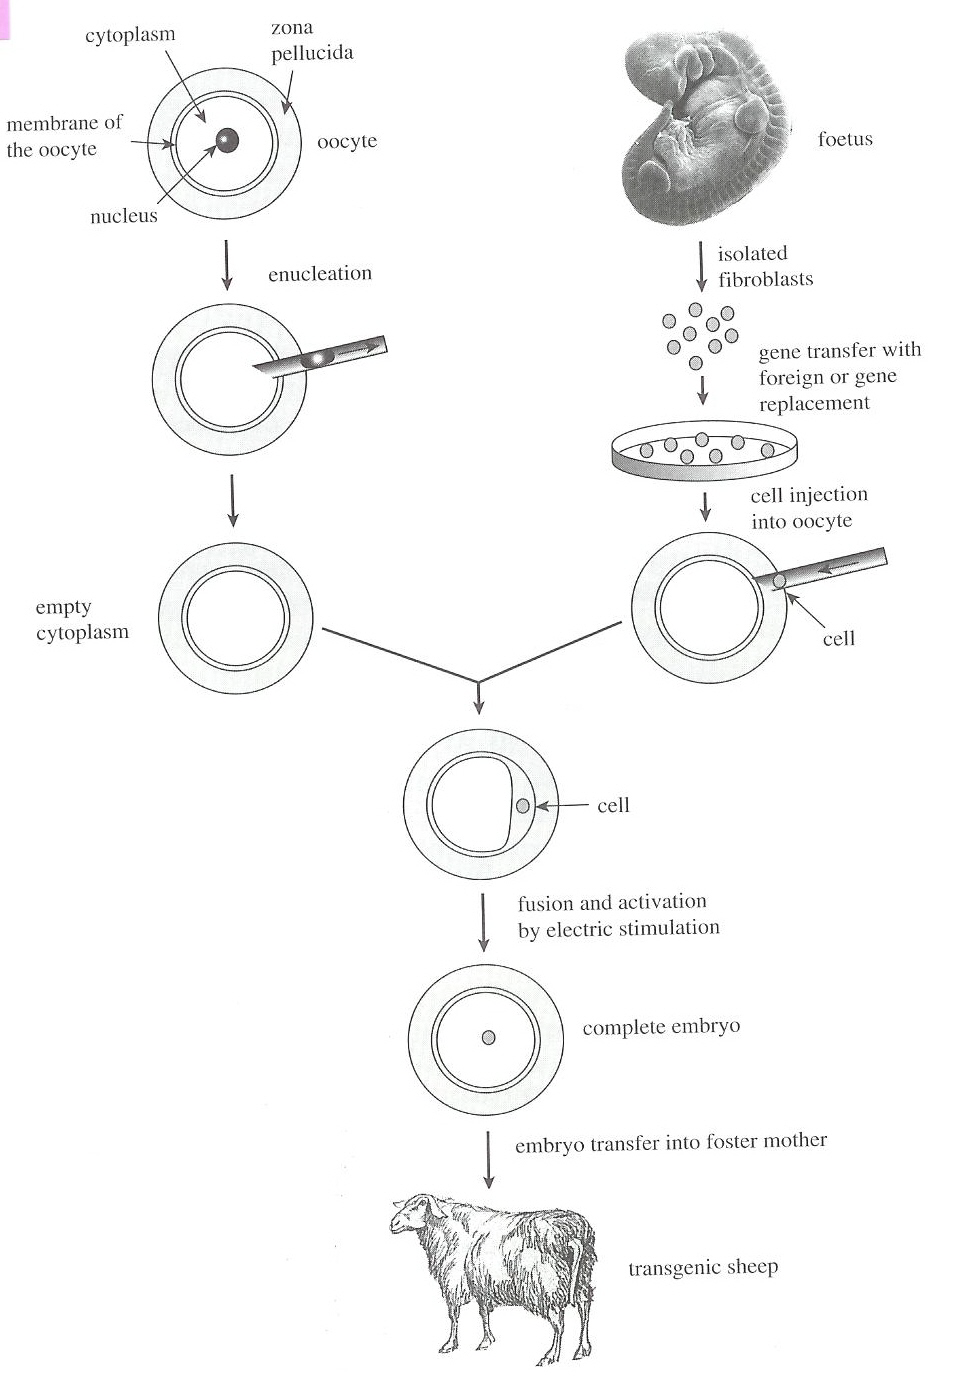 cytoplasm
zona
pellucida
membrane of
the oocyte
oocyte
nucleus
foetus
enucleation
isolated
fibroblasts
gene transfer with
foreign or gene
replacement
cell injection
into oocyte
empty
cytoplasm
cell
cell
fusion and activation
by electric stimulation
complete embryo
embryo transfer into foster mother
transgenic sheep